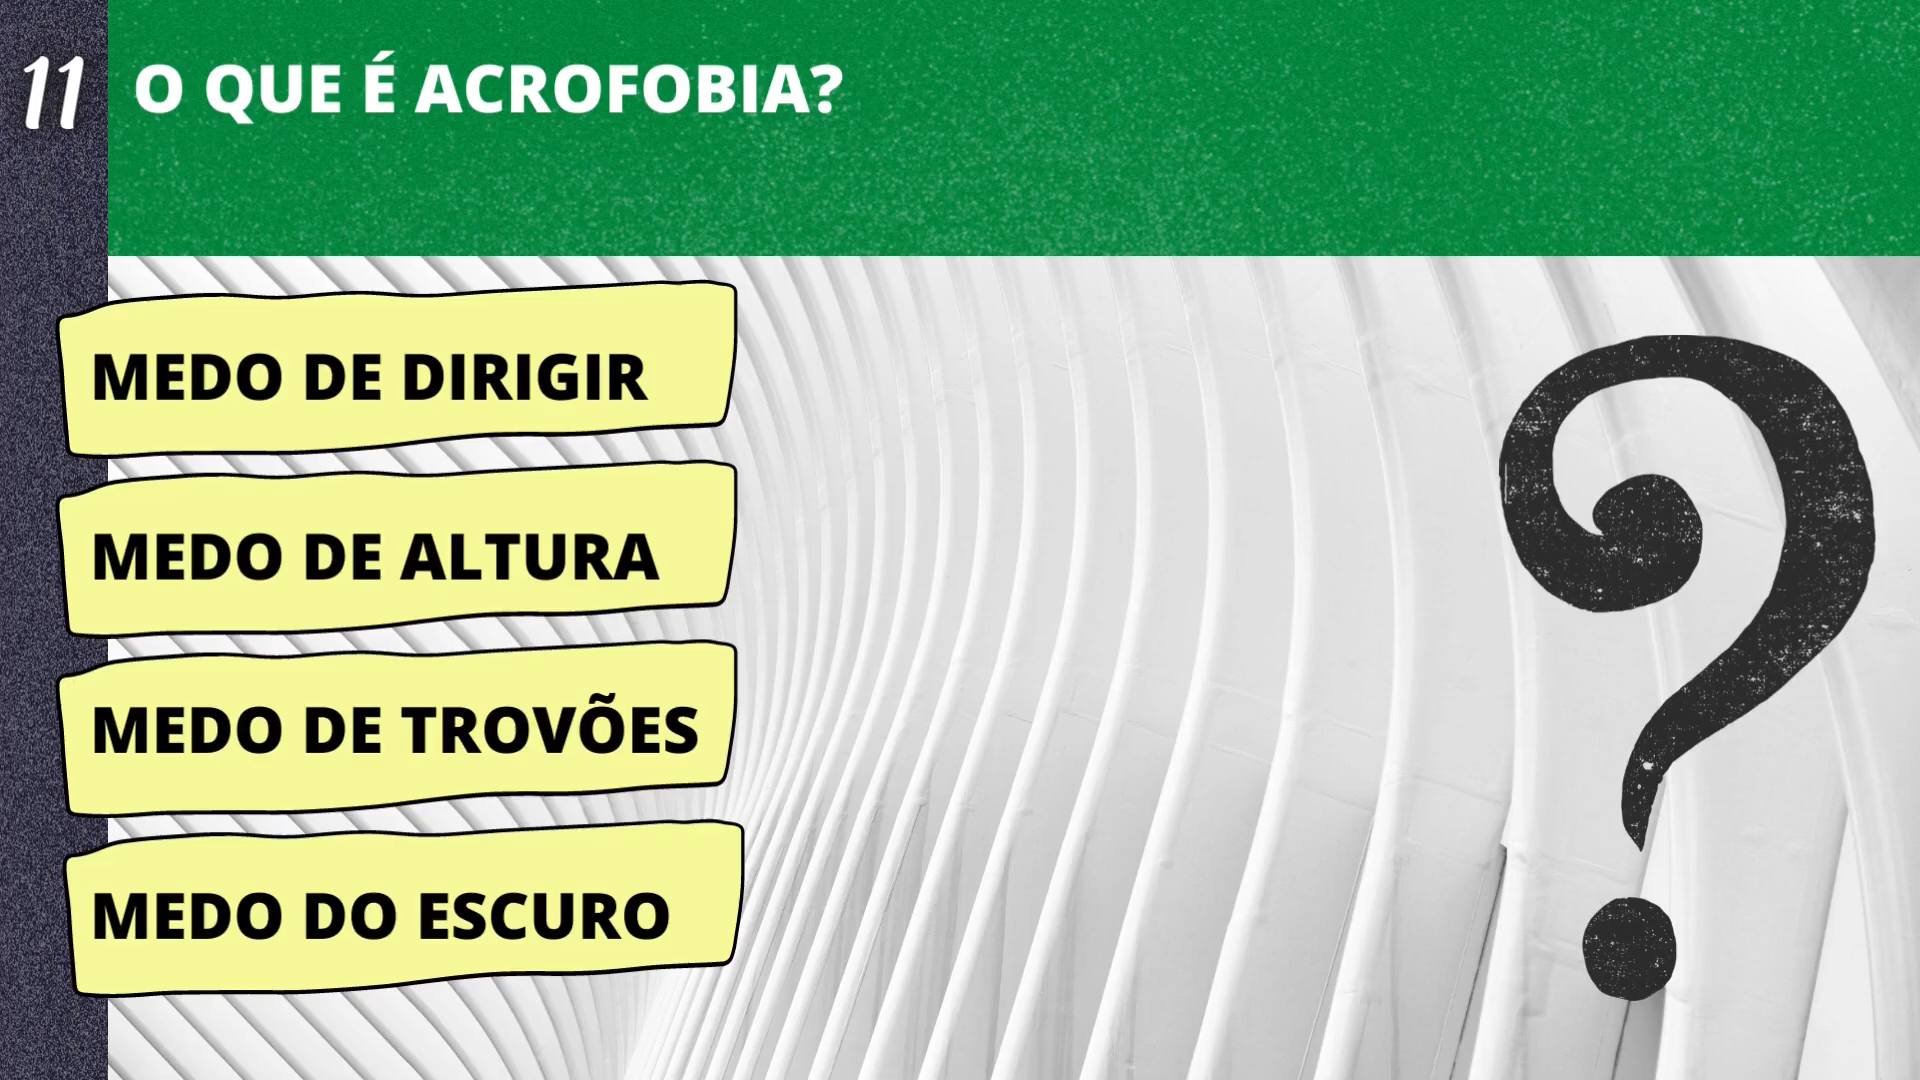 11
O QUE É ACROFOBIA?
MEDO DE DIRIGIR
MEDO DE ALTURA
MEDO DE TROVÕES
MEDO DO ESCURO